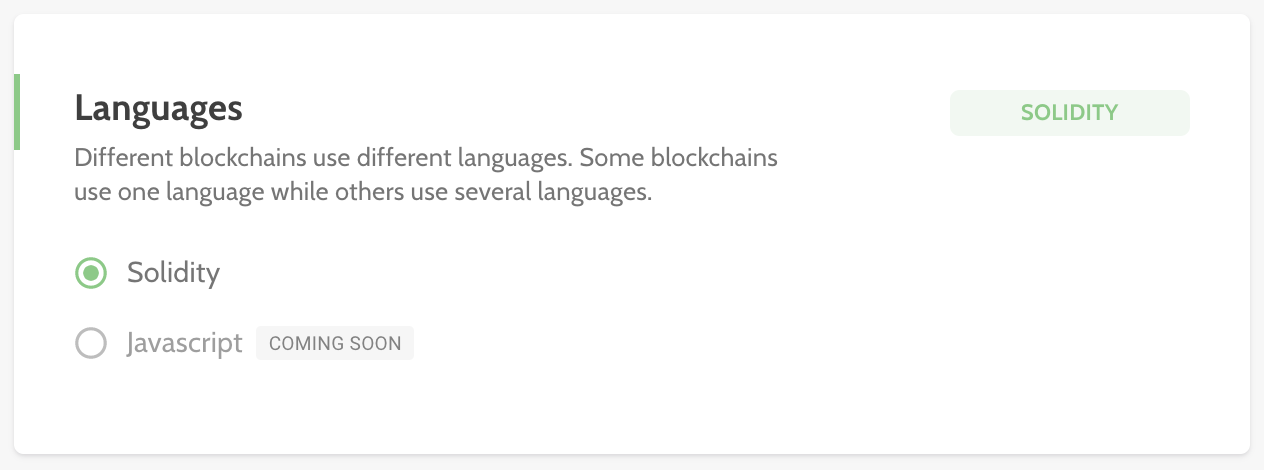 Languages
SOLIDITY
Different blockchains use different languages. Some blockchains
use one language while others use several languages.
Solidity
Javascript COMING SOON